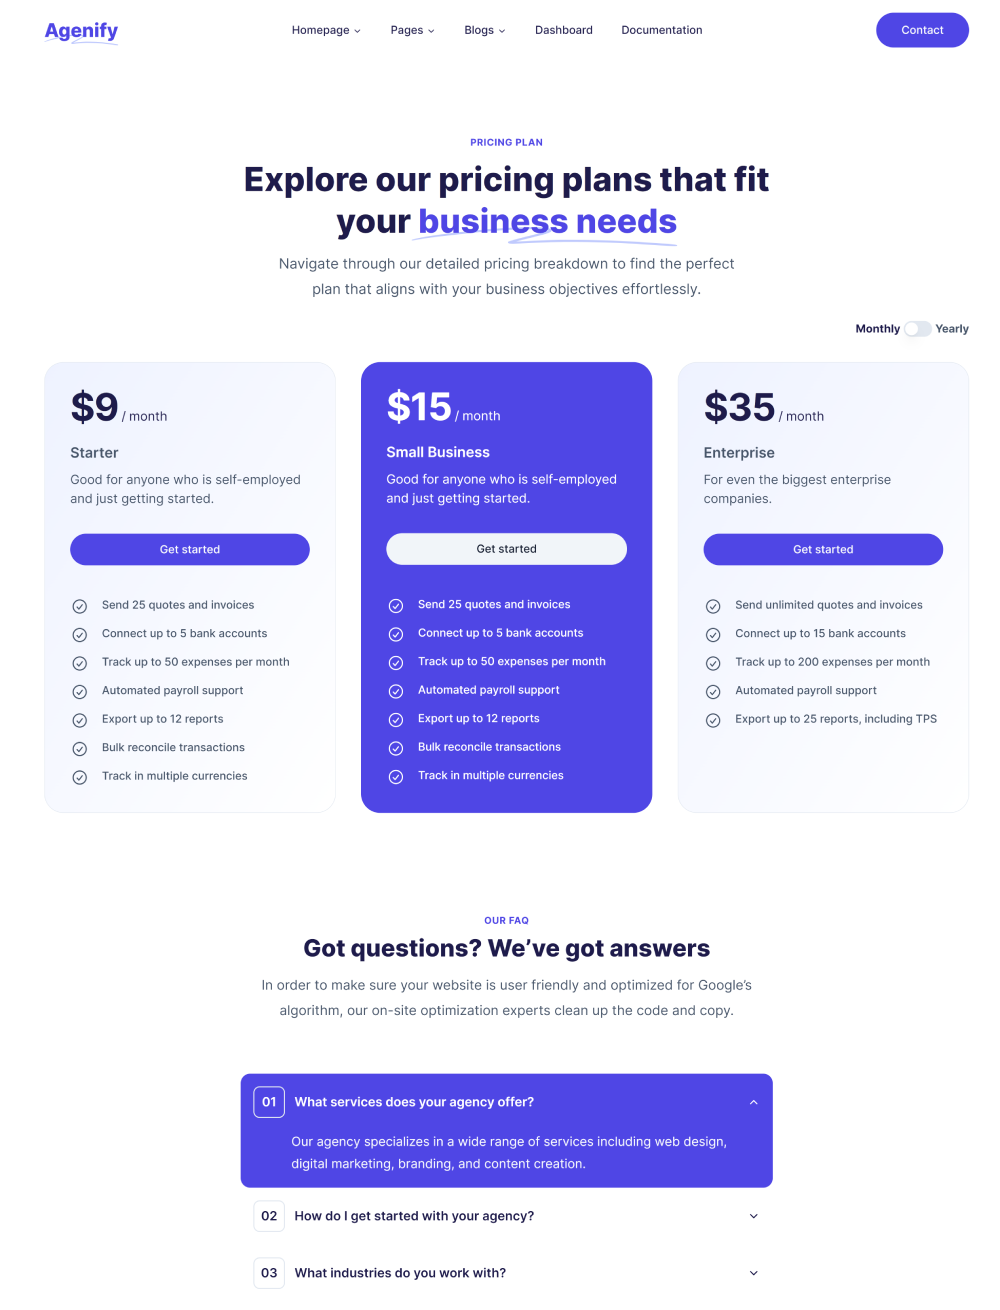 Agenify
Homepage
Pages
Blogs
Dashboard
Documentation
Contact
PRICING PLAN
Explore our pricing plans that fit
your business needs
Navigate through our detailed pricing breakdown to find the perfect
plan that aligns with your business objectives effortlessly.
Monthly
Yearly
$9 / month
Starter
Good for anyone who is self-employed
and just getting started.
Get started
Send 25 quotes and invoices
Connect up to 5 bank accounts
Track up to 50 expenses per month
Automated payroll support
Export up to 12 reports
Bulk reconcile transactions
Track in multiple currencies
$15 / month
Small Business
Good for anyone who is self-employed
and just getting started.
Get started
Send 25 quotes and invoices
Connect up to 5 bank accounts
Track up to 50 expenses per month
Automated payroll support
Export up to 12 reports
Bulk reconcile transactions
Track in multiple currencies
$35 / month
Enterprise
For even the biggest enterprise
companies.
Get started
Send unlimited quotes and invoices
Connect up to 15 bank accounts
Track up to 200 expenses per month
Automated payroll support
Export up to 25 reports, including TPS
OUR FAQ
Got questions? We’ve got answers
In order to make sure your website is user friendly and optimized for Google’s
algorithm, our on-site optimization experts clean up the code and copy.
01 What services does your agency offer?
Our agency specializes in a wide range of services including web design,
digital marketing, branding, and content creation.
02 How do I get started with your agency?
03 What industries do you work with?